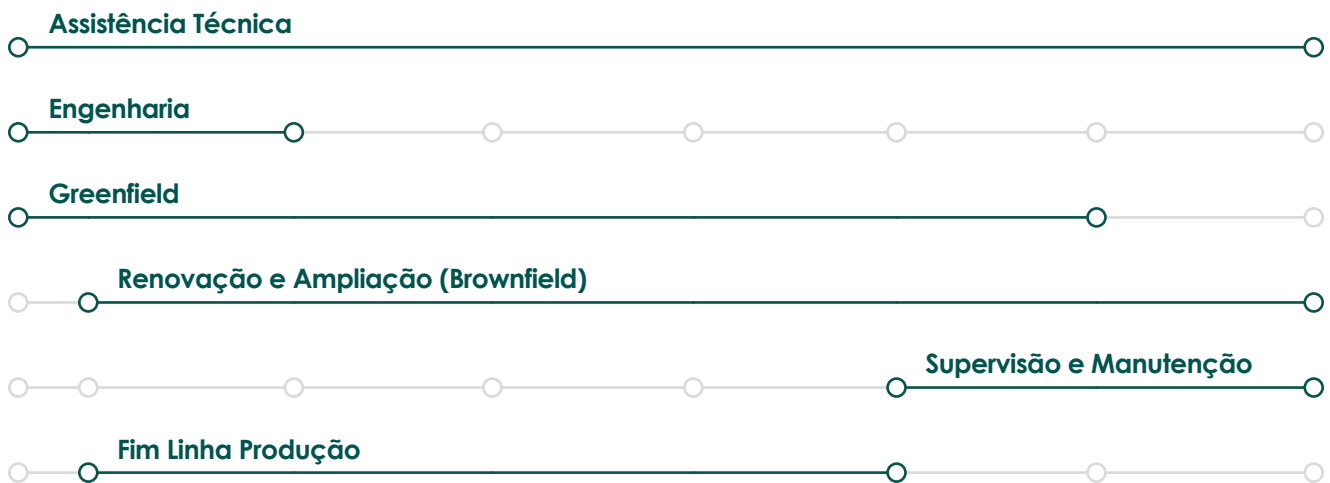 Assistência Técnica
Engenharia
Greenfield
Renovação e Ampliação (Brownfield)
Supervisão e Manutenção
Fim Linha Produção